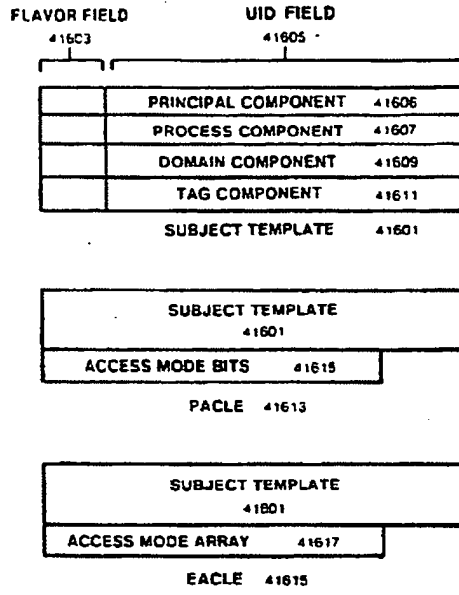 FLAVOR FIELD UID FIELD
41603 41605
PRINCIPAL COMPONENT 41606
PROCESS COMPONENT 41607
DOMAIN COMPONENT 41609
TAG COMPONENT 41611
SUBJECT TEMPLATE 41601
SUBJECT TEMPLATE
41601
ACCESS MODE BITS 41615
PACLE 41613
SUBJECT TEMPLATE
41601
ACCESS MODE ARRAY 41617
EACLE 41615